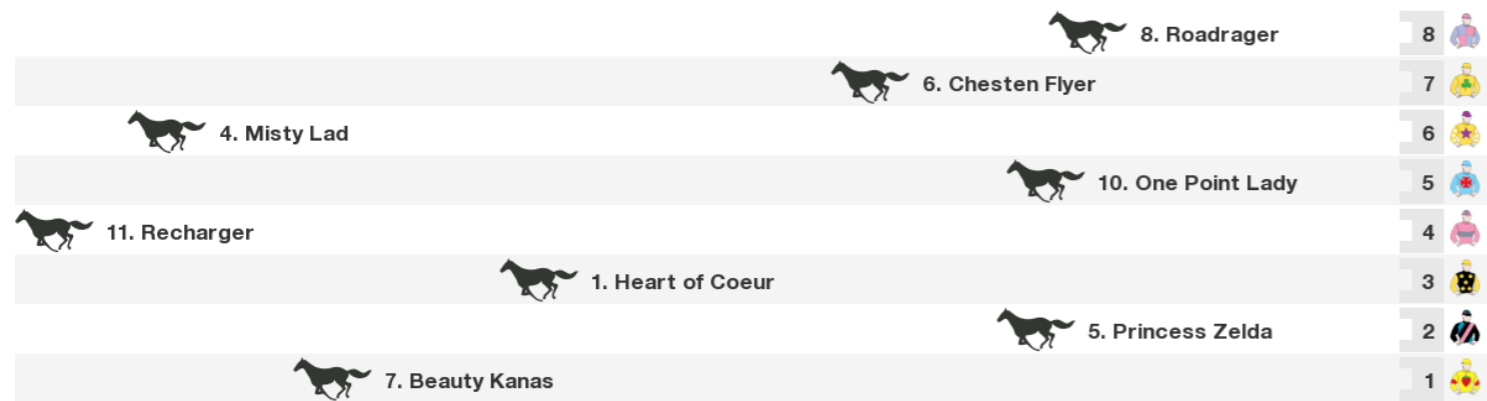 8. Roadrager 8
6. Chesten Flyer 7
4. Misty Lad 6
10. One Point Lady 5
11. Recharger 4
1. Heart of Coeur 3
5. Princess Zelda 2
7. Beauty Kanas 1